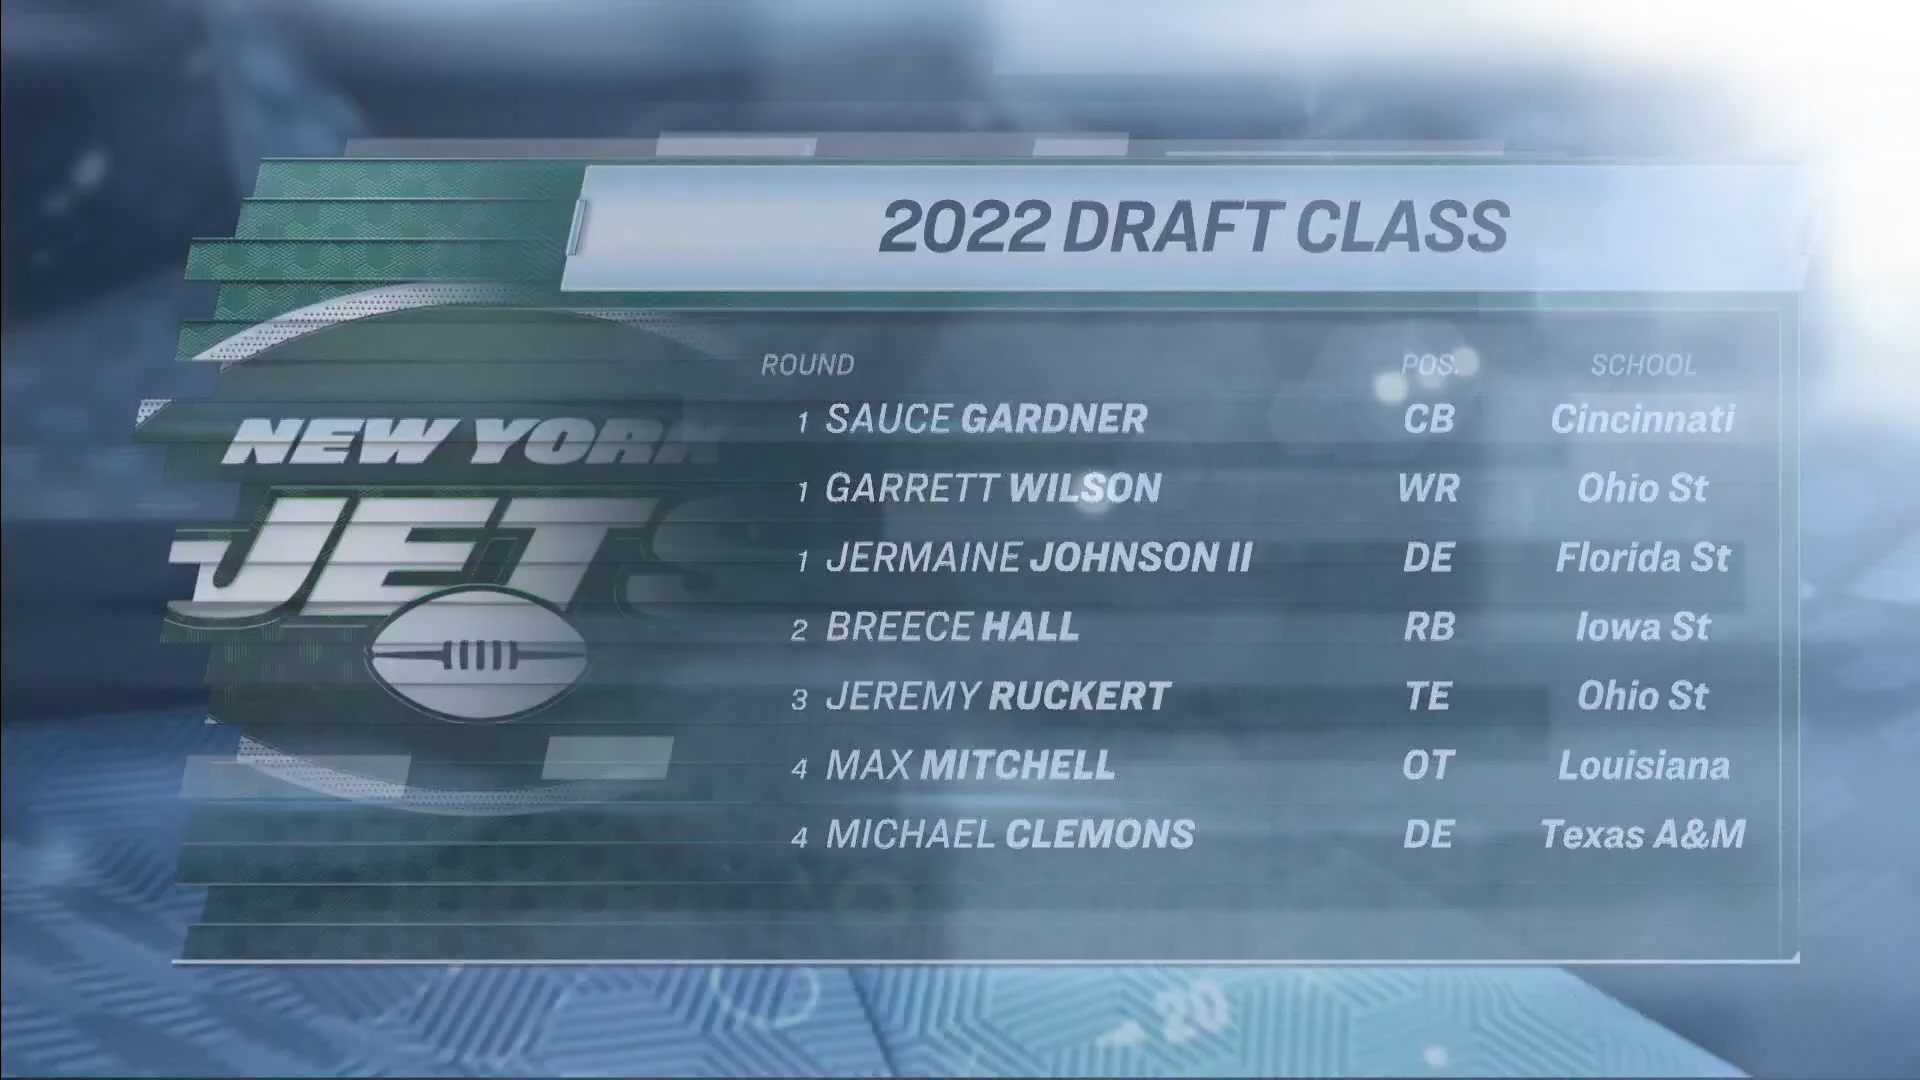 2022 DRAFT CLASS
NEW YORK
JETS
ROUND POS. SCHOOL
1 SAUCE GARDNER CB Cincinnati
1 GARRETT WILSON WR Ohio St
1 JERMAINE JOHNSON II DE Florida St
2 BREECE HALL RB Iowa St
3 JEREMY RUCKERT TE Ohio St
4 MAX MITCHELL OT Louisiana
4 MICHAEL CLEMONS DE Texas A&M
20